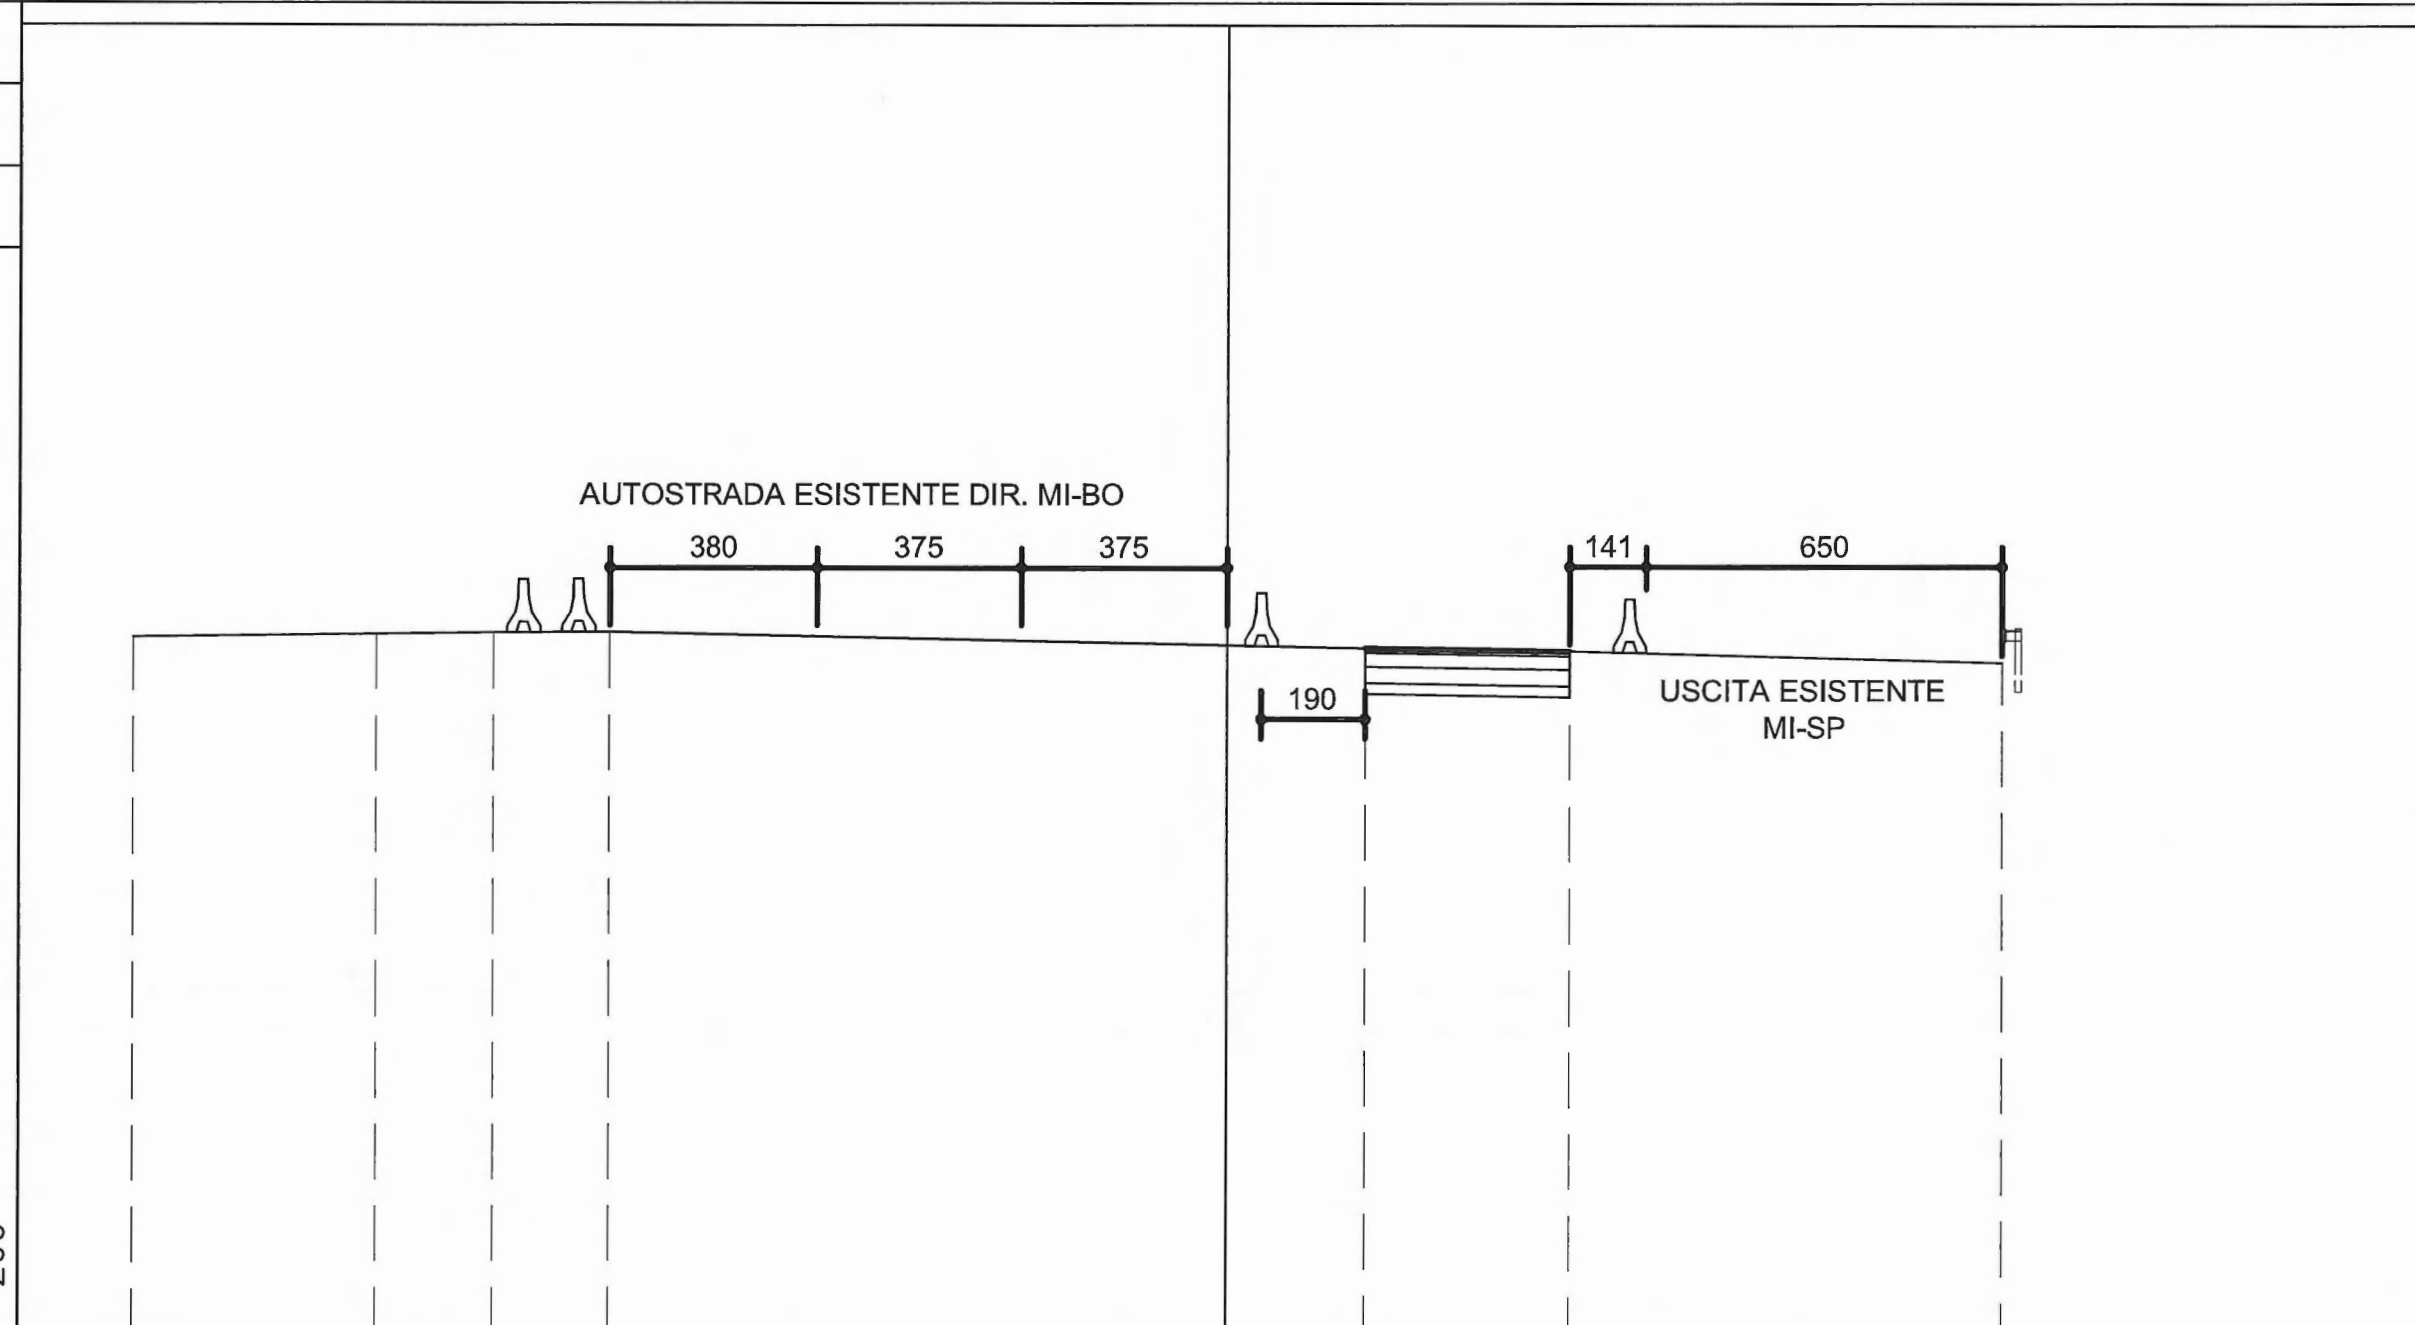 AUTOSTRADA ESISTENTE DIR. MI-BO
380 375 375 141 650
190
USCITA ESISTENTE
MI-SP